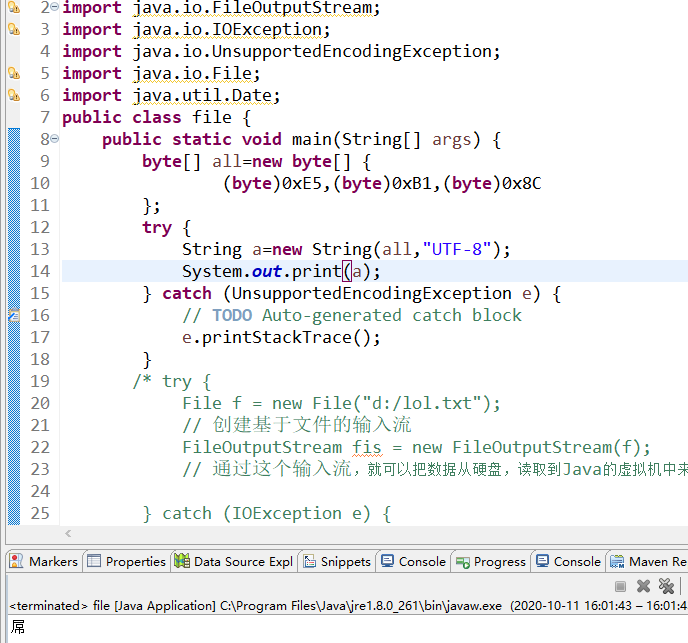 2 import java.io.FileOutputStream;
3 import java.io.IOException;
4 import java.io.UnsupportedEncodingException;
5 import java.io.File;
6 import java.util.Date;
7 public class file {
8 public static void main(String[] args) {
9 byte[] all=new byte[] {
10 (byte)0xE5,(byte)0xB1,(byte)0x8C
11 };
12 try {
13 String a=new String(all,"UTF-8");
14 System.out.print(a);
15 } catch (UnsupportedEncodingException e) {
16 // TODO Auto-generated catch block
17 e.printStackTrace();
18 }
19 /* try {
20 File f = new File("d:/lol.txt");
21 // 创建基于文件的输入流
22 FileOutputStream fis = new FileOutputStream(f);
23 // 通过这个输入流，就可以把数据从硬盘，读取到Java的虚拟机中来
24
25 } catch (IOException e) {
Markers Properties Data Source Expl Snippets Console Progress Console Maven Re
<terminated> file [Java Application] C:\Program Files\Java\jre1.8.0_261\bin\javaw.exe (2020-10-11 16:01:43 – 16:01:4
屌